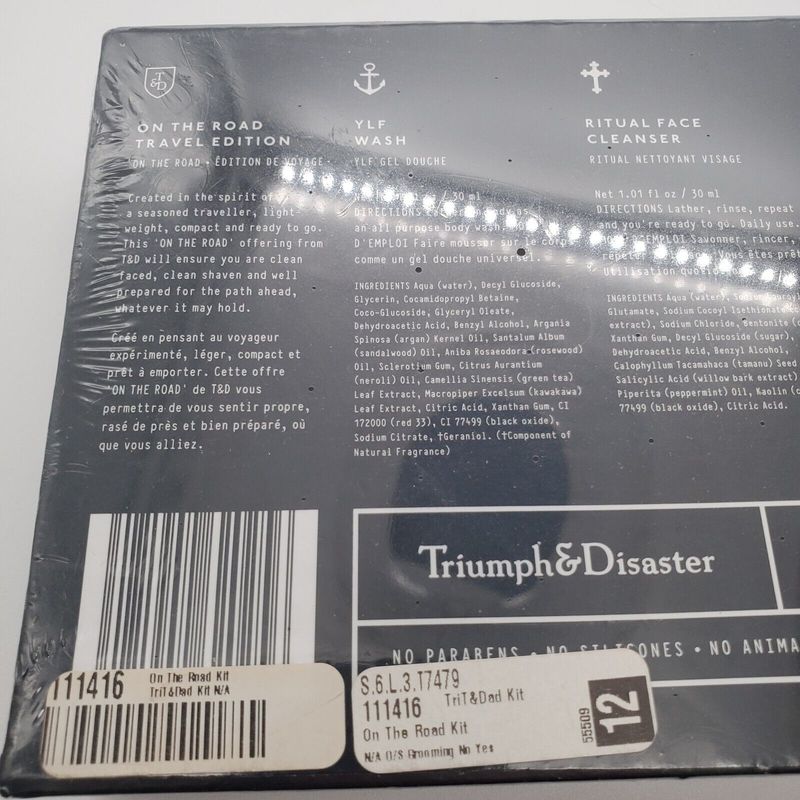 T&D
ON THE ROAD
TRAVEL EDITION
ON THE ROAD • ÉDITION DE VOYAGE •
Created in the spirit of
a seasoned traveller, light-
weight, compact and ready to go.
This 'ON THE ROAD' offering from
T&D will ensure you are clean
faced, clean shaven and well
prepared for the path ahead,
whatever it may hold.
Créé en pensant au voyageur
expérimenté, léger, compact et
prêt à emporter. Cette offre
'ON THE ROAD' de T&D vous
permettra de vous sentir propre,
rasé de près et bien préparé, où
que vous alliez.
YLF
WASH
YLF GEL DOUCHE
/ 30 ml
DIRECTIONS
an all purpose body wash.
D'EMPLOI Faire mousser sur le corps
comme un gel douche universel.
INGREDIENTS Aqua (water), Decyl Glucoside,
Glycerin, Cocamidopropyl Betaine,
Coco-Glucoside, Glyceryl Oleate,
Dehydroacetic Acid, Benzyl Alcohol, Argania
Spinosa (argan) Kernel Oil, Santalum Album
(sandalwood) Oil, Aniba Rosaeodora (rosewood)
Oil, Sclerotium Gum, Citrus Aurantium
(neroli) Oil, Camellia Sinensis (green tea)
Leaf Extract, Macropiper Excelsum (kawakawa)
Leaf Extract, Citric Acid, Xanthan Gum, CI
172000 (red 33), CI 77499 (black oxide),
Sodium Citrate, †Geraniol. (†Component of
Natural Fragrance)
RITUAL FACE
CLEANSER
RITUAL NETTOYANT VISAGE
Net 1.01 fl oz / 30 ml
DIRECTIONS Lather, rinse, repeat
and you're ready to go. Daily use.
D'EMPLOI Savonner, rincer,
Vous êtes prêt
Utilisation
INGREDIENTS Aqua (water), Sodium
Glutamate, Sodium Cocoyl Isethionate
extract), Sodium Chloride, Bentonite
Xanthan Gum, Decyl Glucoside (sugar),
Dehydroacetic Acid, Benzyl Alcohol,
Calophyllum Tacamahaca (tamanu) Seed
Salicylic Acid (willow bark extract)
Piperita (peppermint) Oil, Kaolin
77499 (black oxide), Citric Acid.
Triumph&Disaster
NO PARABENS • NO SILICONES • NO
111416
On The Road Kit
TriT&Dad Kit N/A
S.6.L.3.T7479
111416 TriT&Dad Kit
On The Road Kit
N/A O/S Grooming No Yes
55509
12